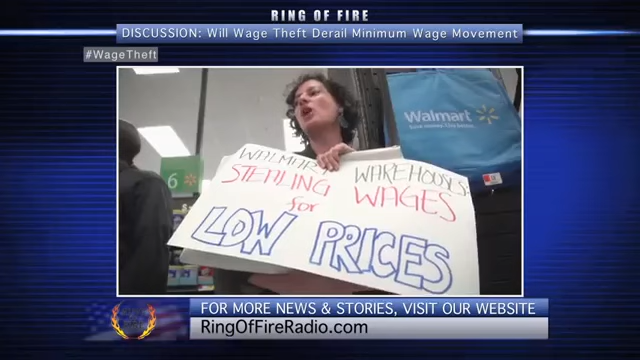 RING OF FIRE
DISCUSSION: Will Wage Theft Derail Minimum Wage Movement
#WageTheft
Walmart
6
WALMART WAREHOUSES:
STEALING WAGES
for
LOW PRICES
FOR MORE NEWS & STORIES, VISIT OUR WEBSITE
RingOfFireRadio.com